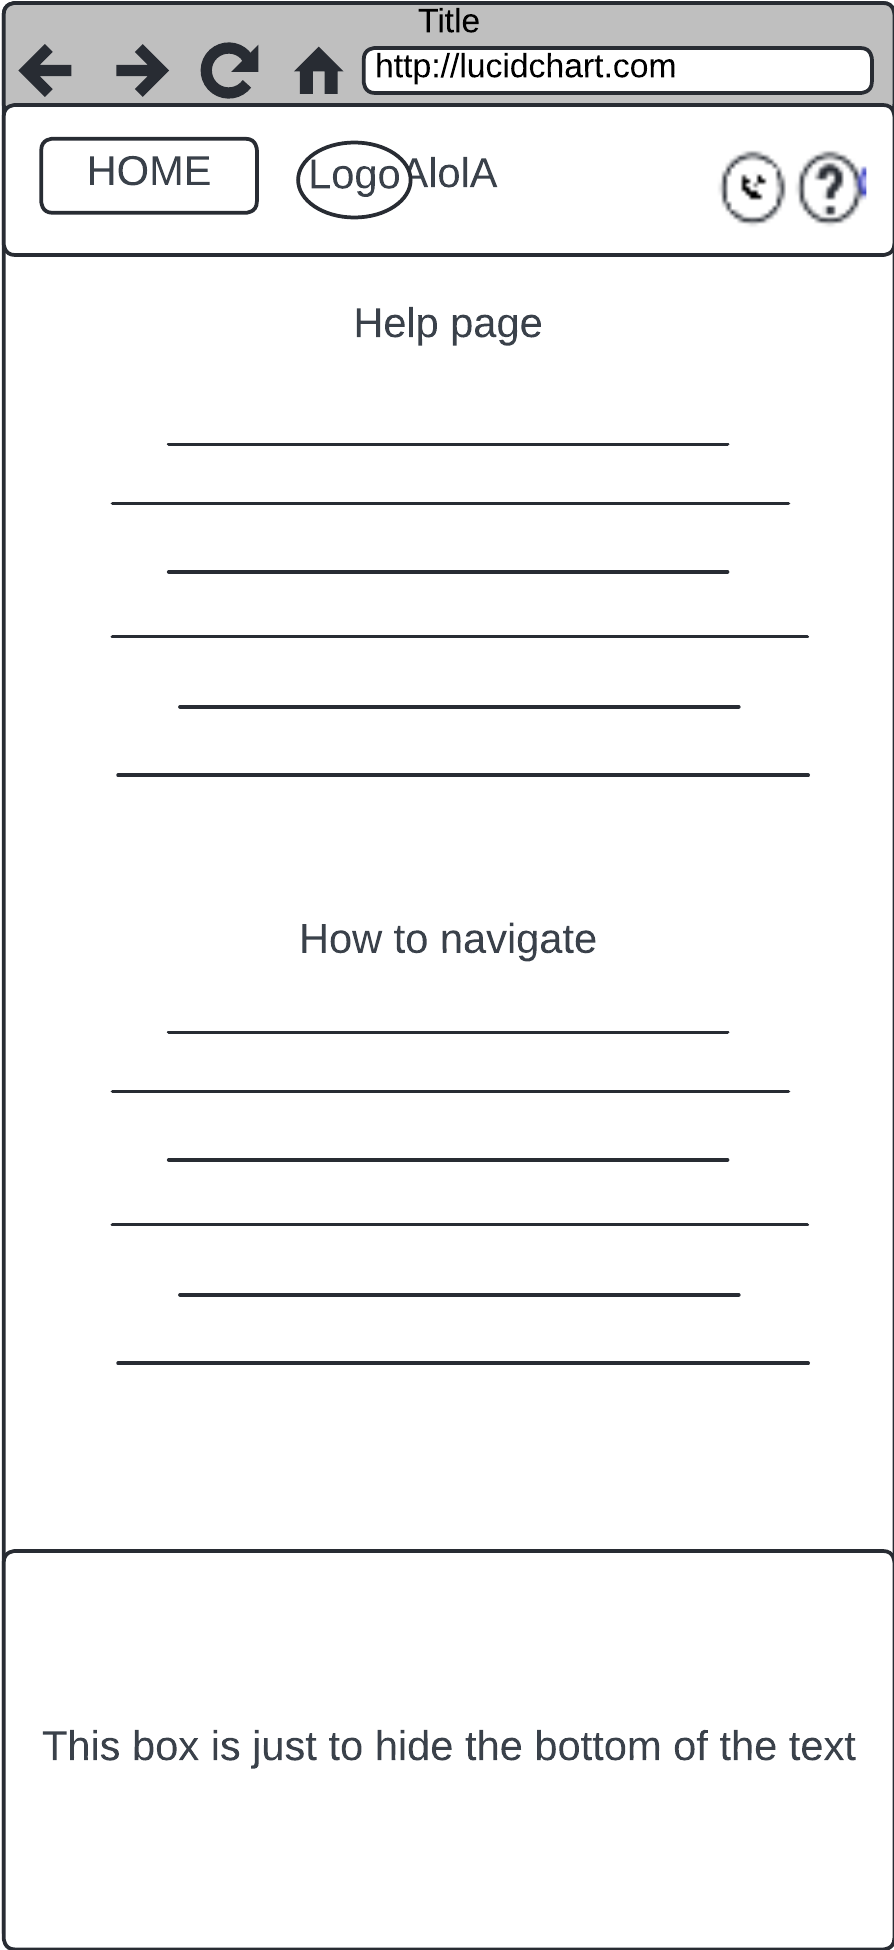 Title
http://lucidchart.com
HOME
Logo AlolA
?
Help page
How to navigate
This box is just to hide the bottom of the text